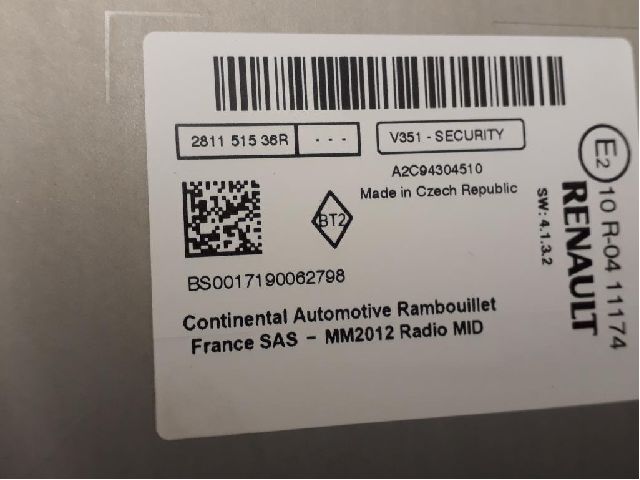 2811 515 36R
- - -
V351 - SECURITY
A2C94304510
Made in Czech Republic
BT2
BS0017190062798
Continental Automotive Rambouillet
France SAS - MM2012 Radio MID
E2
10 R-04 11174
RENAULT
SW: 4.1.3.2